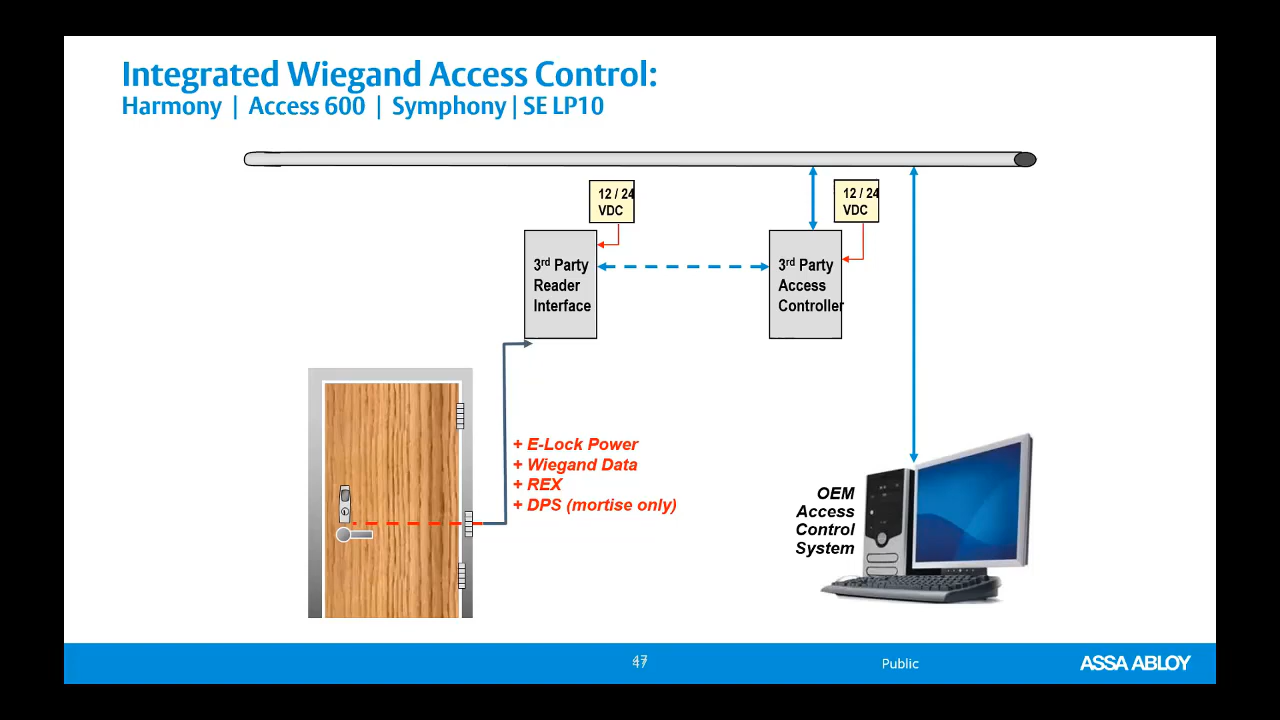 Integrated Wiegand Access Control:
Harmony | Access 600 | Symphony | SE LP10
12 / 24
VDC
12 / 24
VDC
3rd Party
Reader
Interface
3rd Party
Access
Controller
+ E-Lock Power
+ Wiegand Data
+ REX
+ DPS (mortise only)
OEM
Access
Control
System
47
Public
ASSA ABLOY